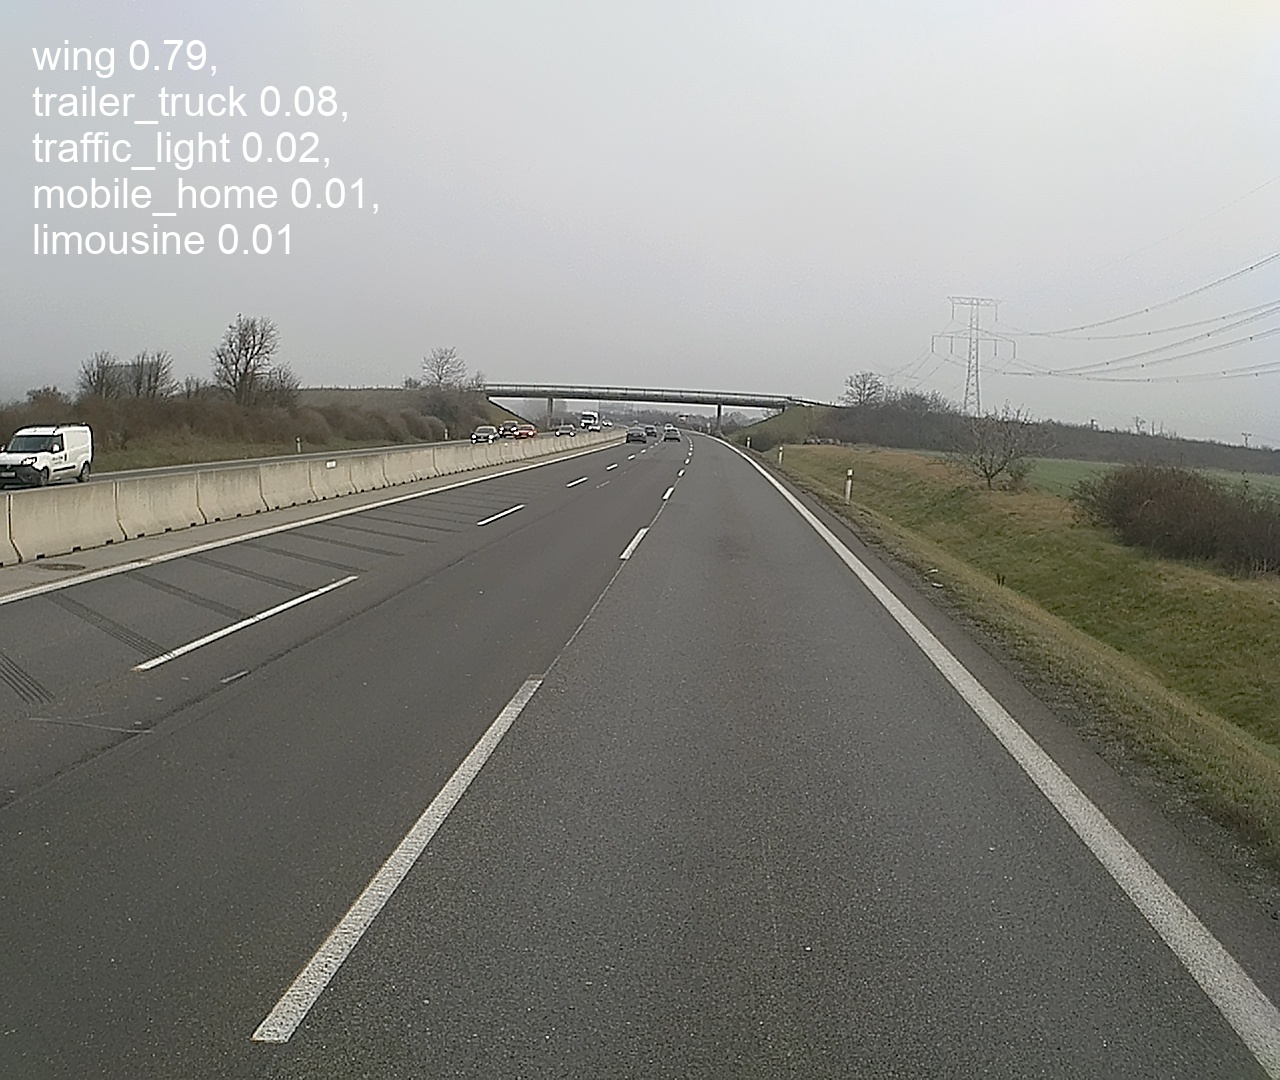 wing 0.79,
trailer_truck 0.08,
traffic_light 0.02,
mobile_home 0.01,
limousine 0.01